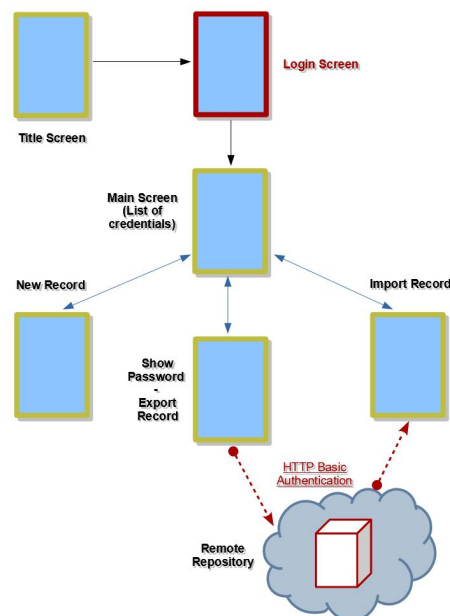 Login Screen
Title Screen
Main Screen
(List of
credentials)
New Record
Import Record
Show
Password
-
Export
Record
HTTP Basic
Authentication
Remote
Repository